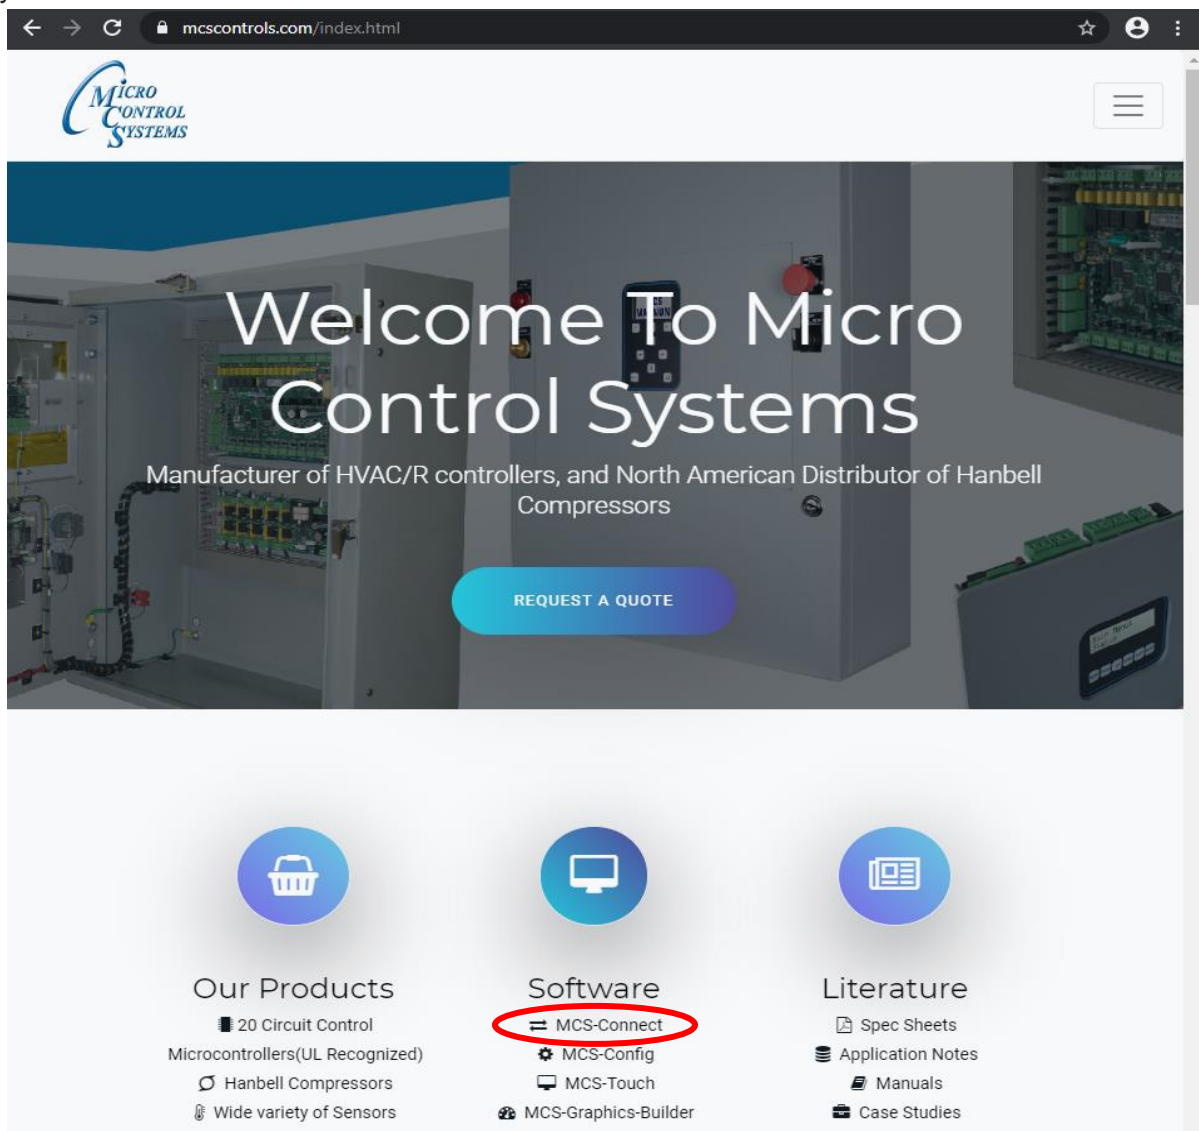 mcscontrols.com/index.html
MICRO
CONTROL
SYSTEMS
Welcome To Micro
Control Systems
Manufacturer of HVAC/R controllers, and North American Distributor of Hanbell
Compressors
REQUEST A QUOTE
Our Products
20 Circuit Control
Microcontrollers(UL Recognized)
Hanbell Compressors
Wide variety of Sensors
Software
MCS-Connect
MCS-Config
MCS-Touch
MCS-Graphics-Builder
Literature
Spec Sheets
Application Notes
Manuals
Case Studies